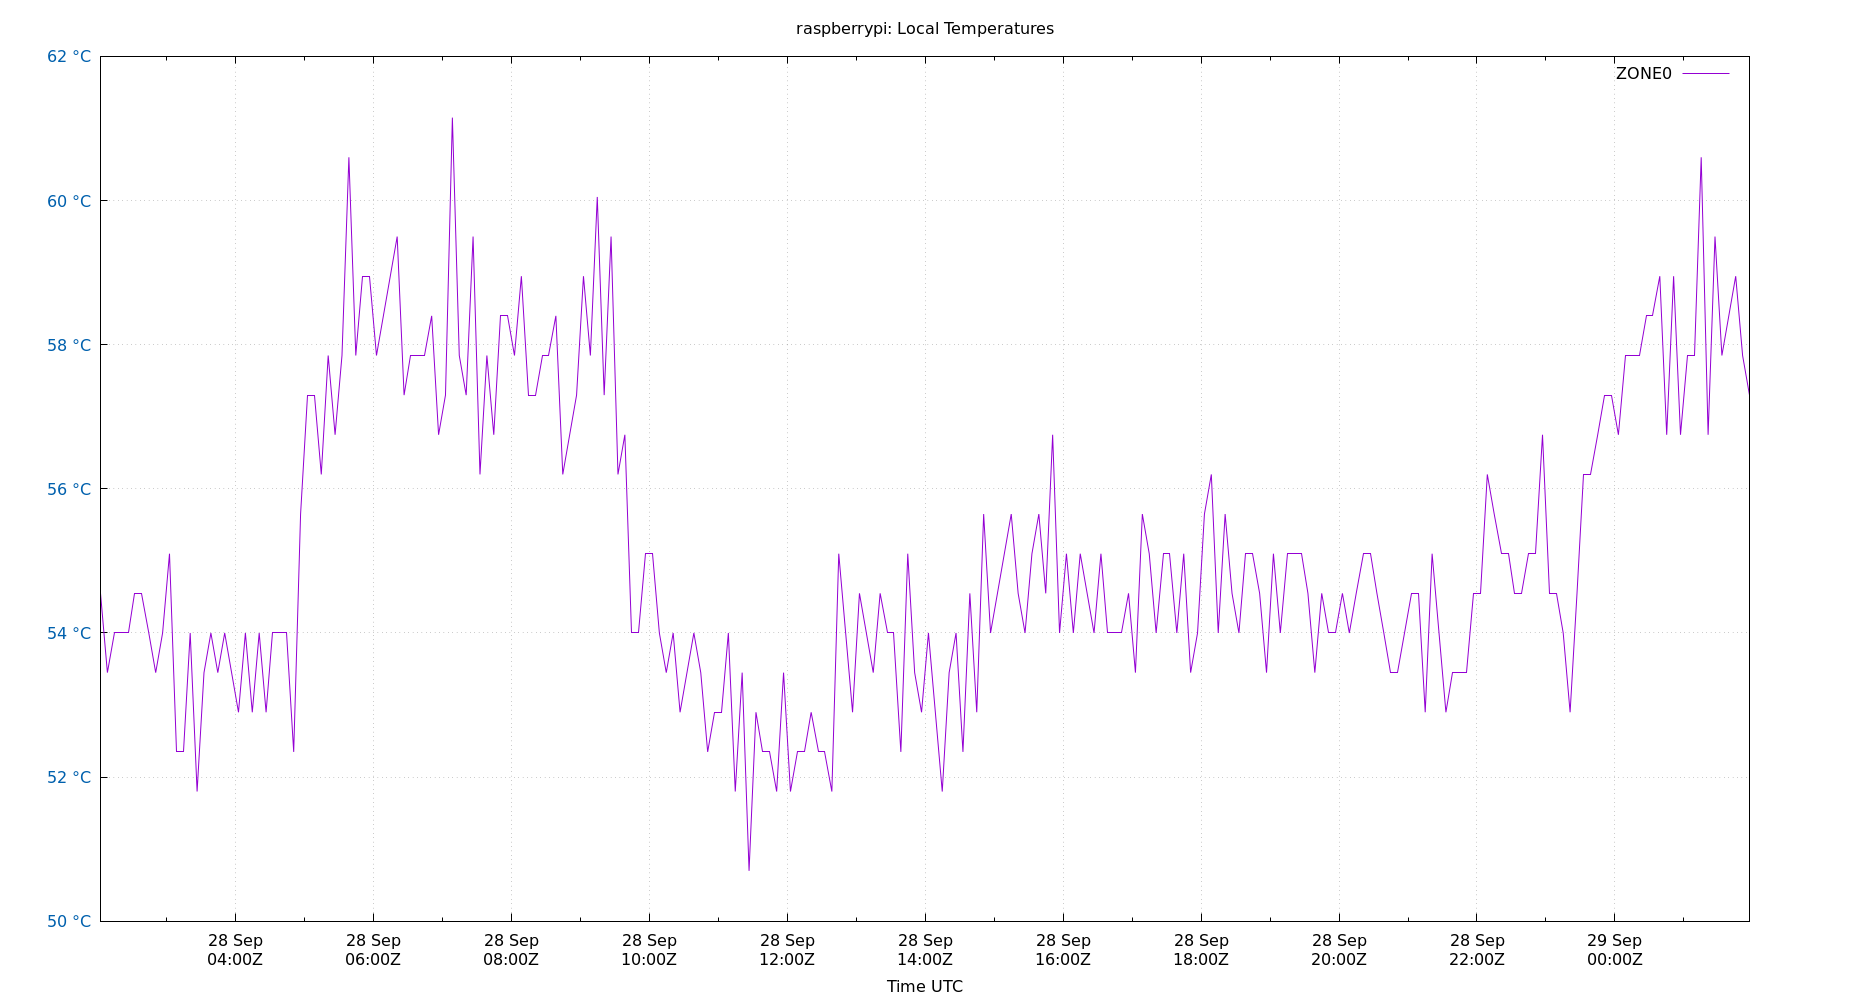 raspberrypi: Local Temperatures
62 °C
ZONE0
60 °C
58 °C
56 °C
54 °C
52 °C
50 °C
28 Sep 28 Sep 28 Sep 28 Sep 28 Sep 28 Sep 28 Sep 28 Sep 28 Sep 28 Sep 29 Sep
04:00Z 06:00Z 08:00Z 10:00Z 12:00Z 14:00Z 16:00Z 18:00Z 20:00Z 22:00Z 00:00Z
Time UTC